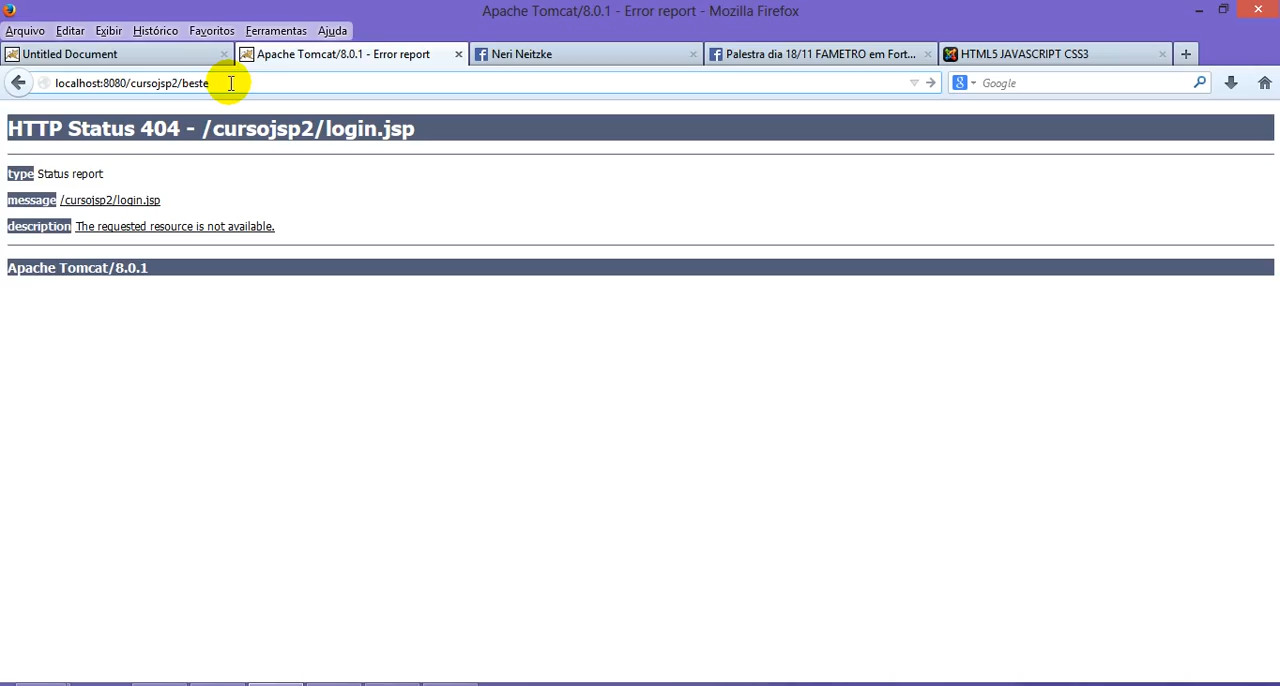 Apache Tomcat/8.0.1 - Error report - Mozilla Firefox
Arquivo Editar Exibir Histórico Favoritos Ferramentas Ajuda
Untitled Document Apache Tomcat/8.0.1 - Error report Neri Neitzke Palestra dia 18/11 FAMETRO em Fort... HTML5 JAVASCRIPT CSS3
localhost:8080/cursojsp2/beste Google
HTTP Status 404 - /cursojsp2/login.jsp
type Status report
message /cursojsp2/login.jsp
description The requested resource is not available.
Apache Tomcat/8.0.1